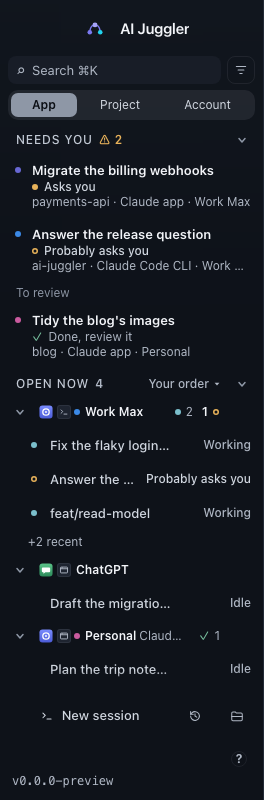 AI Juggler
Search ⌘K
App Project Account
NEEDS YOU 2
Migrate the billing webhooks
Asks you
payments-api · Claude app · Work Max
Answer the release question
Probably asks you
ai-juggler · Claude Code CLI · Work ...
To review
Tidy the blog's images
✓ Done, review it
blog · Claude app · Personal
OPEN NOW 4 Your order
Work Max 2 1
Fix the flaky login... Working
Answer the ... Probably asks you
feat/read-model Working
+2 recent
ChatGPT
Draft the migratio... Idle
Personal Claud... ✓ 1
Plan the trip note... Idle
New session
?
v0.0.0-preview